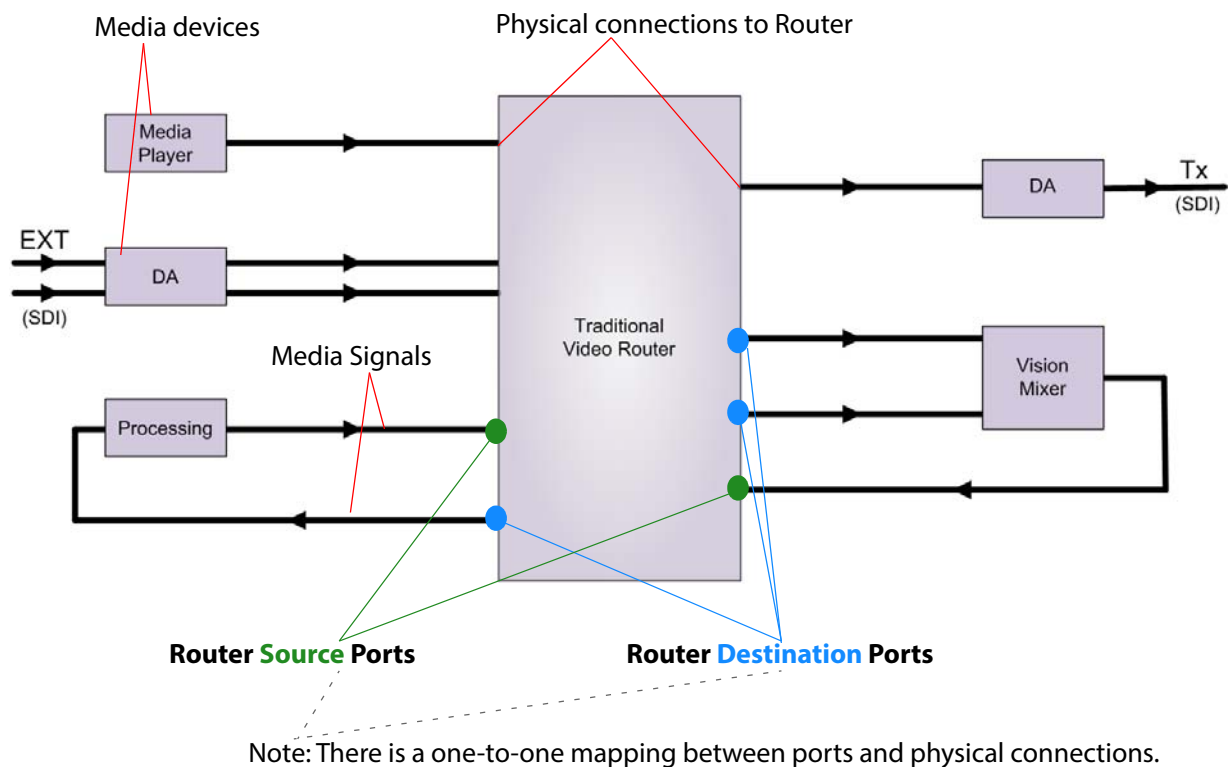 Media devices
Physical connections to Router
Media
Player
DA
Tx
(SDI)
EXT
DA
(SDI)
Traditional
Video Router
Vision
Mixer
Media Signals
Processing
Router Source Ports
Router Destination Ports
Note: There is a one-to-one mapping between ports and physical connections.